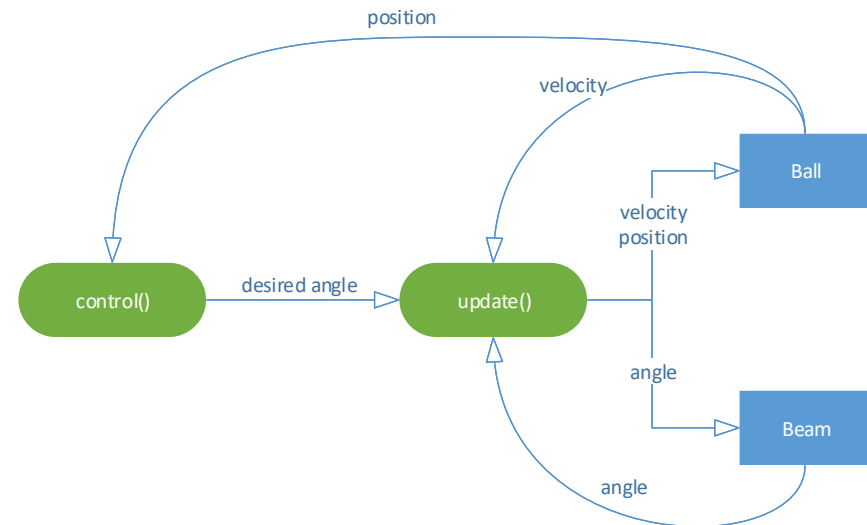 position
velocity
Ball
velocity
position
control()
desired angle
update()
angle
Beam
angle